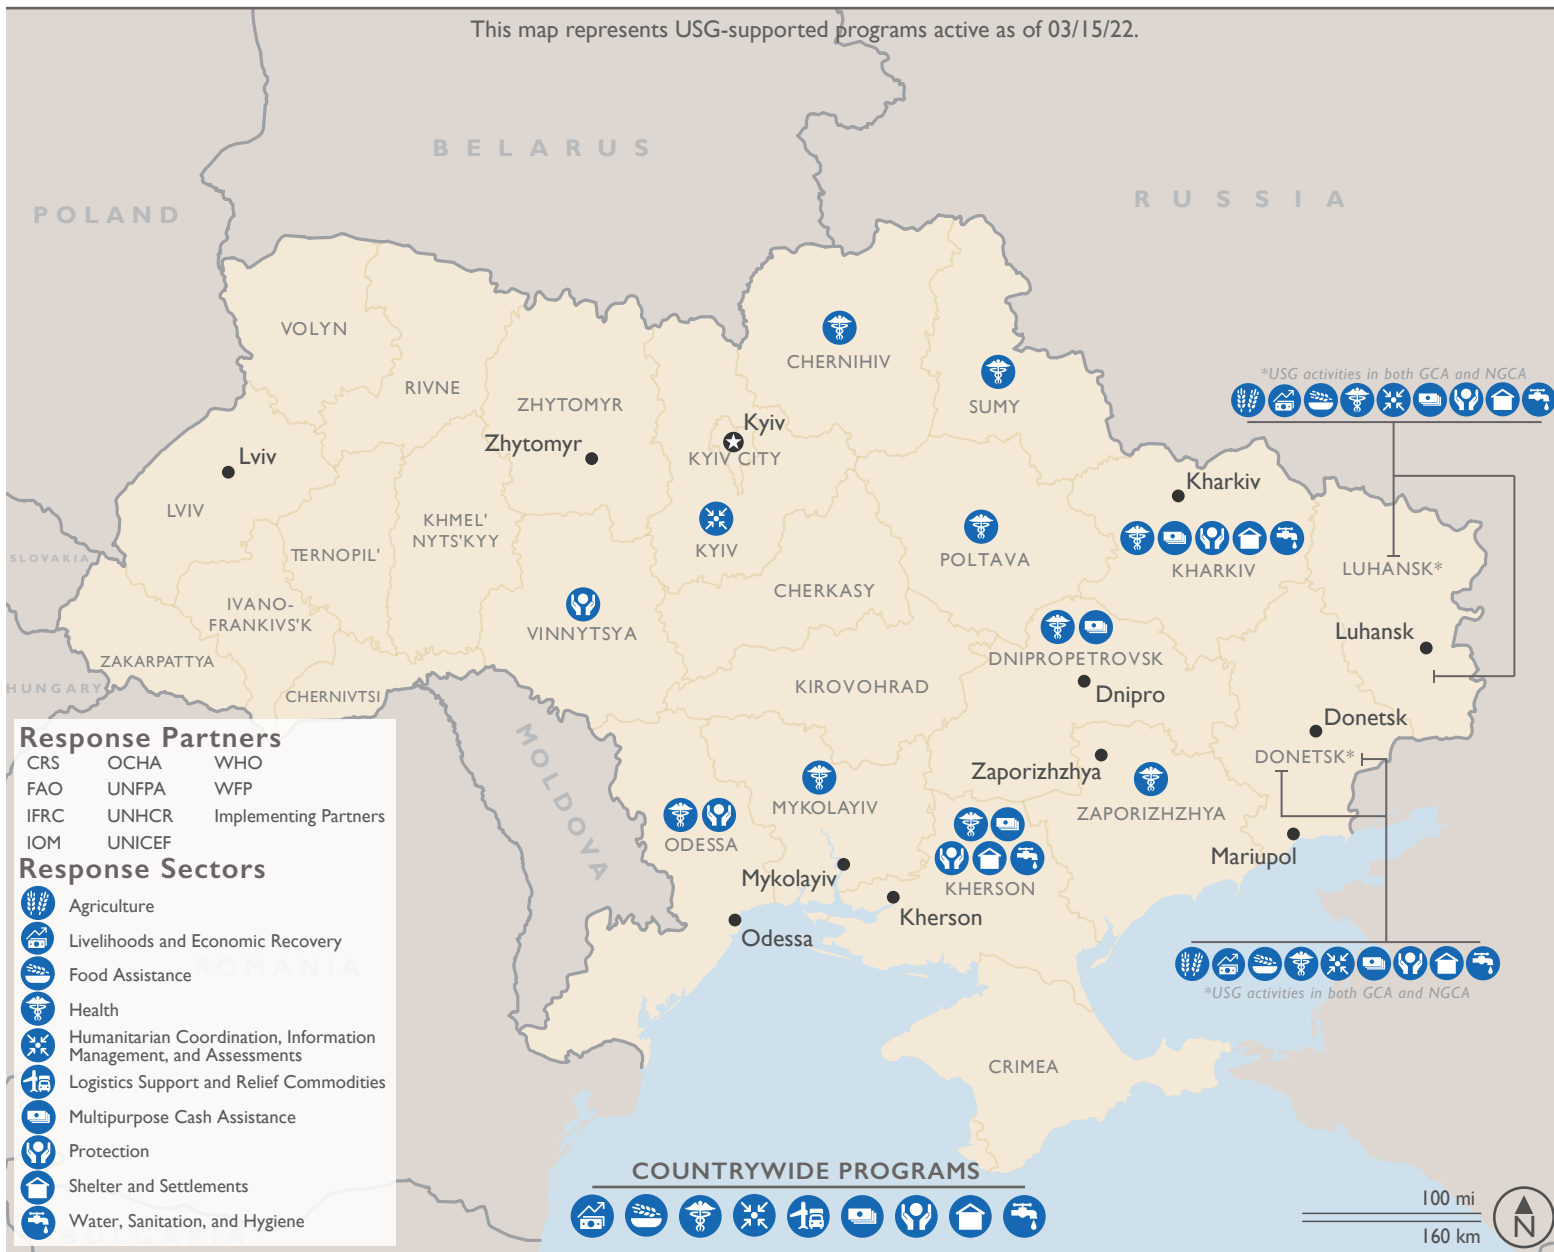 This map represents USG-supported programs active as of 03/15/22.
BELARUS
POLAND
RUSSIA
VOLYN
CHERNIHIV
*USG activities in both GCA and NGCA
RIVNE
ZHYTOMYR
SUMY
Kyiv
Zhytomyr
KYIV CITY
Lviv
Kharkiv
LVIV
KHMEL'
NYTS'KYY
TERNOPIL'
KYIV
POLTAVA
KHARKIV
LUHANSK*
SLOVAKIA
CHERKASY
IVANO-
FRANKIVS'K
VINNYTSYA
Luhansk
ZAKARPATTYA
DNIPROPETROVSK
HUNGARY
CHERNIVTSI
KIROVOHRAD
Dnipro
Donetsk
MOLDOVA
DONETSK*
Zaporizhzhya
MYKOLAYIV
ZAPORIZHZHYA
ODESSA
Mariupol
Mykolayiv
KHERSON
Kherson
Odessa
*USG activities in both GCA and NGCA
CRIMEA
Response Partners
CRS OCHA WHO
FAO UNFPA WFP
IFRC UNHCR Implementing Partners
IOM UNICEF
Response Sectors
Agriculture
Livelihoods and Economic Recovery
ROMANIA
Food Assistance
Health
Humanitarian Coordination, Information
Management, and Assessments
Logistics Support and Relief Commodities
Multipurpose Cash Assistance
Protection
Shelter and Settlements
Water, Sanitation, and Hygiene
BULGARIA
COUNTRYWIDE PROGRAMS
100 mi
160 km
N